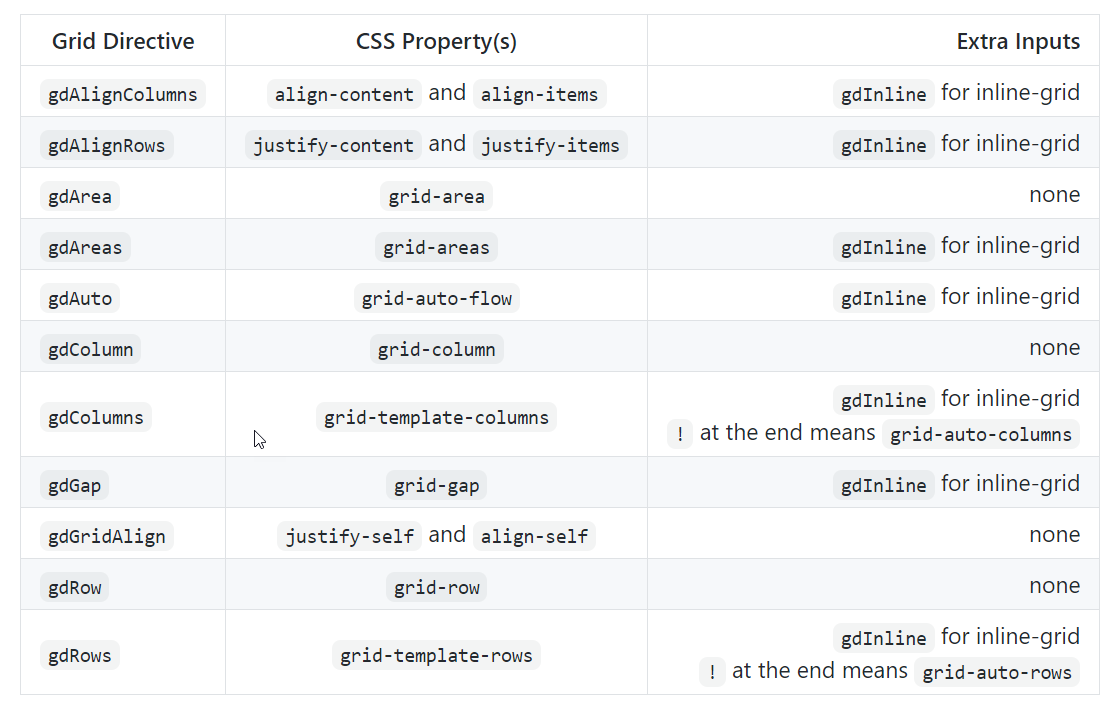 Grid Directive CSS Property(s) Extra Inputs
gdAlignColumns align-content and align-items gdInline for inline-grid
gdAlignRows justify-content and justify-items gdInline for inline-grid
gdArea grid-area none
gdAreas grid-areas gdInline for inline-grid
gdAuto grid-auto-flow gdInline for inline-grid
gdColumn grid-column none
gdColumns grid-template-columns gdInline for inline-grid
! at the end means grid-auto-columns
gdGap grid-gap gdInline for inline-grid
gdGridAlign justify-self and align-self none
gdRow grid-row none
gdRows grid-template-rows gdInline for inline-grid
! at the end means grid-auto-rows